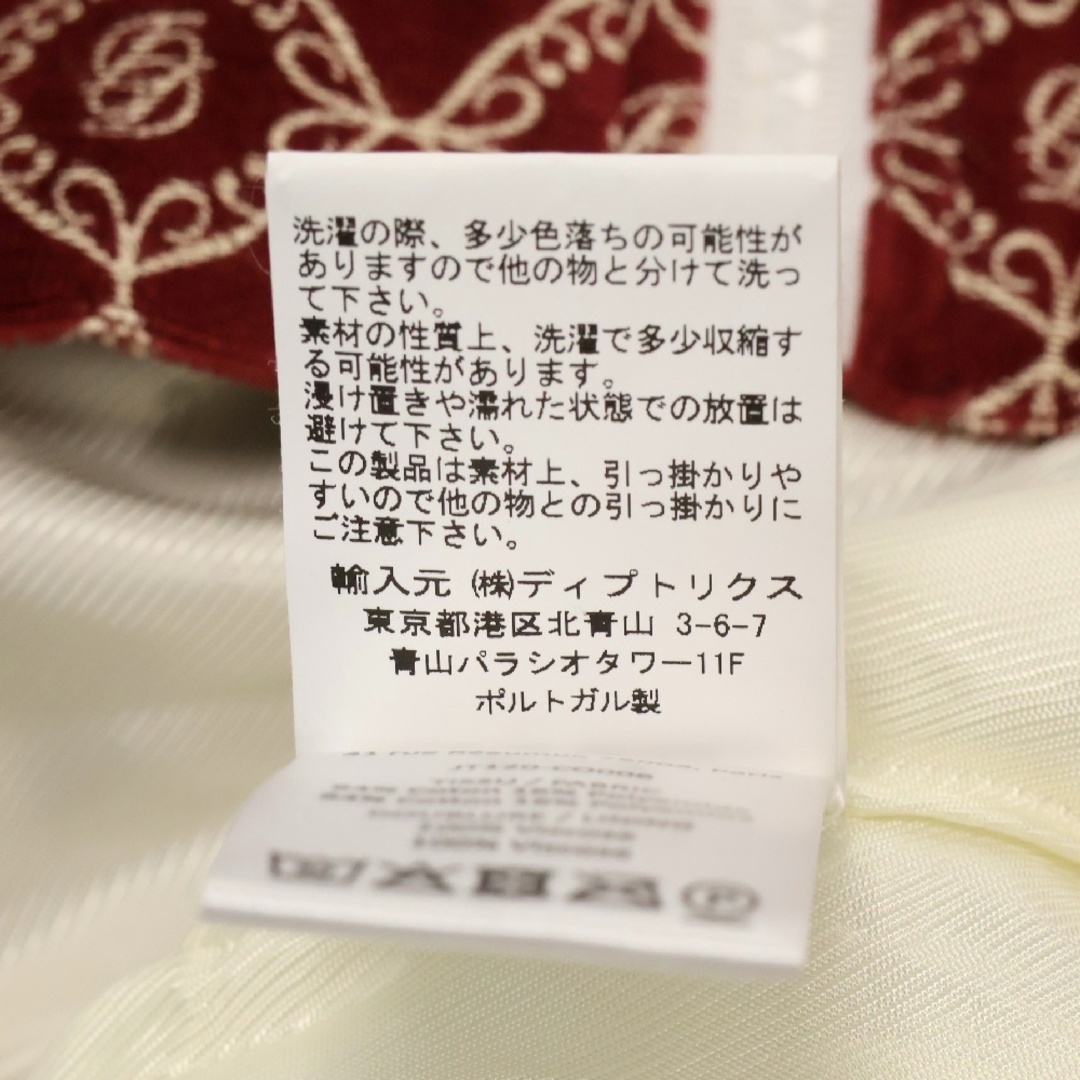 洗濯の際、多少色落ちの可能性が
ありますので他の物と分けて洗っ
て下さい。
素材の性質上、洗濯で多少収縮す
る可能性があります。
浸け置きや濡れた状態での放置は
避けて下さい。
この製品は素材上、引っ掛かりや
すいので他の物との引っ掛かりに
ご注意下さい。
輸入元 ㈱ディプトリクス
東京都港区北青山 3-6-7
青山パラシオタワー11F
ポルトガル製